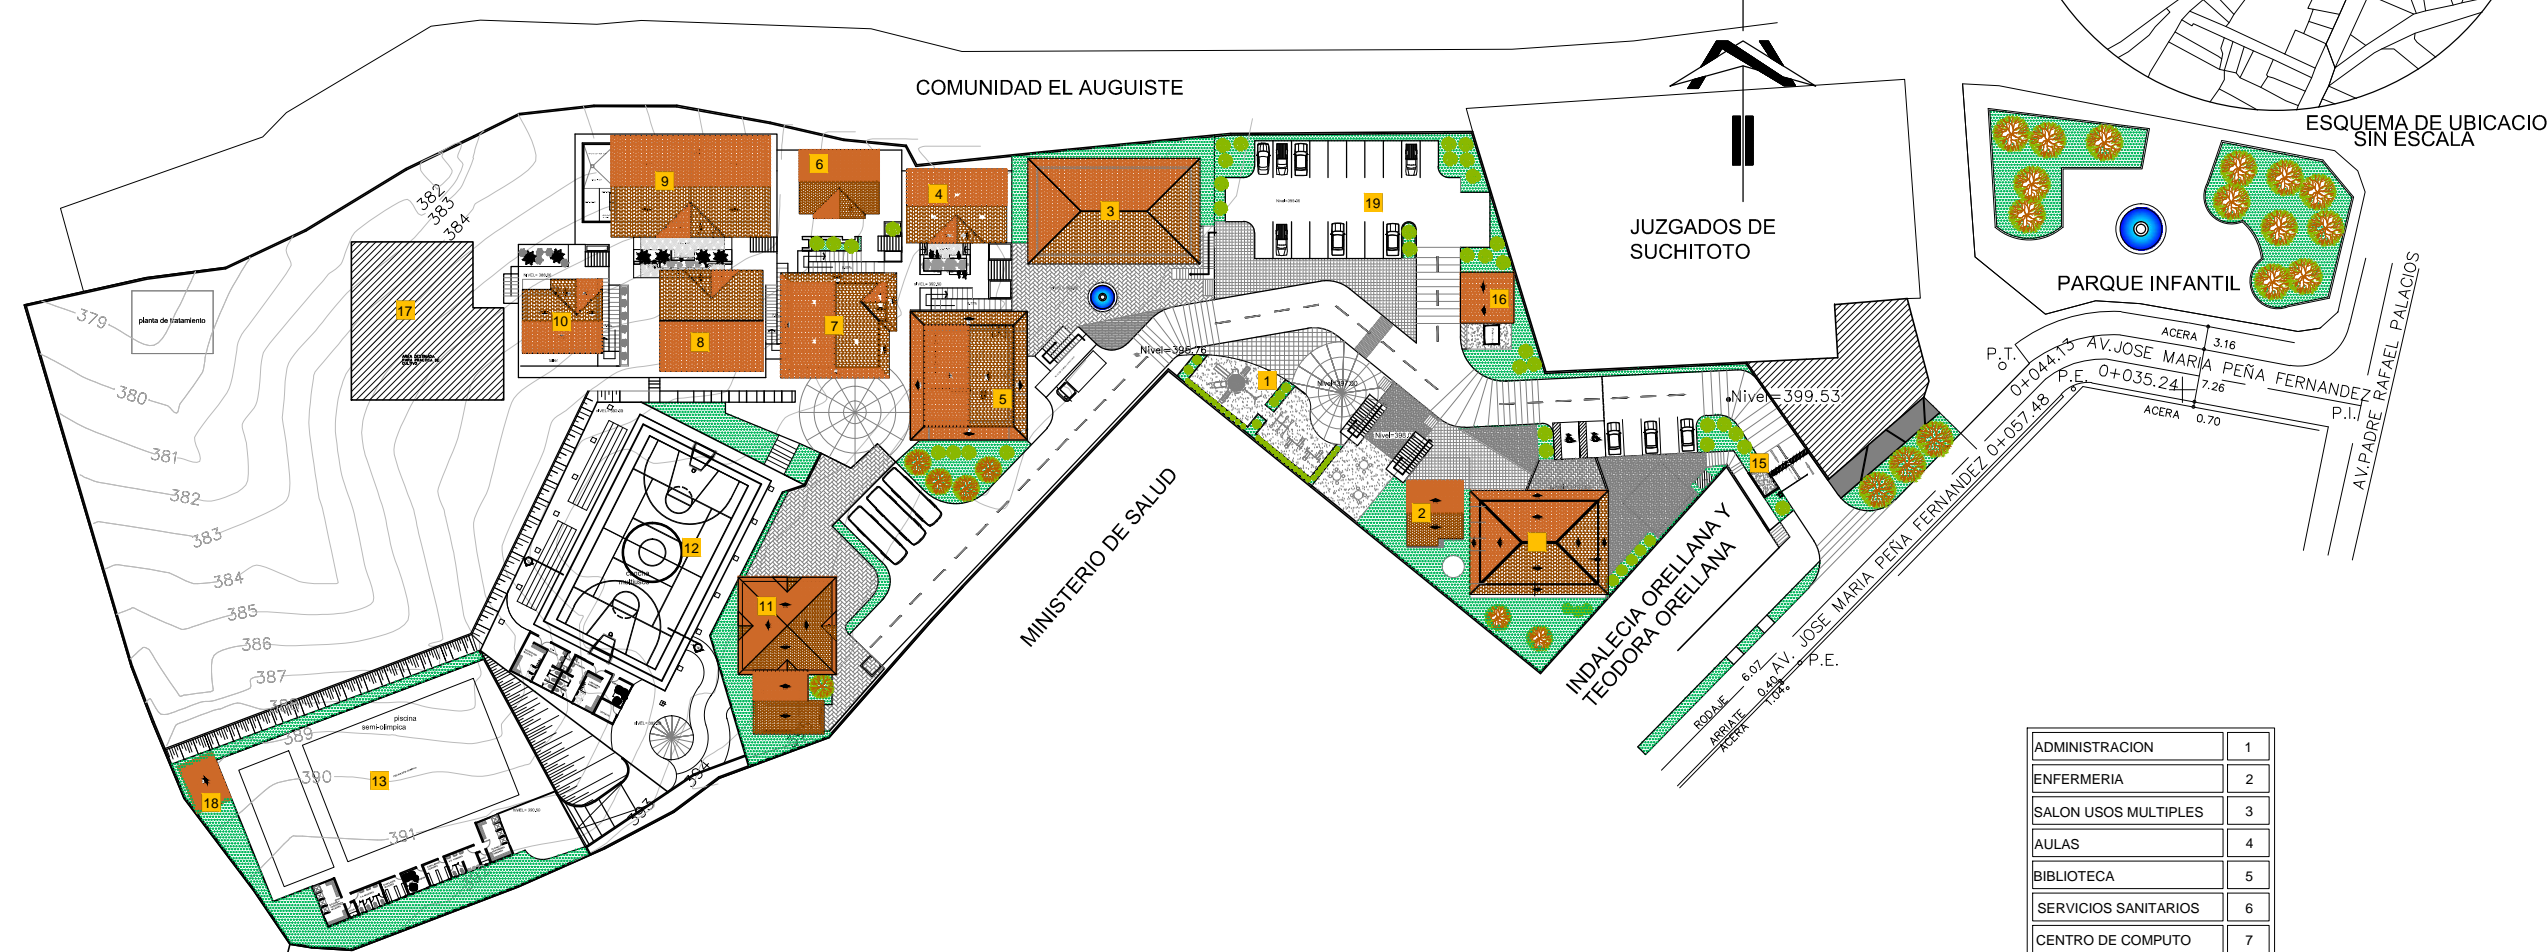 COMUNIDAD EL AUGUISTE
ESQUEMA DE UBICACIO
SIN ESCALA
JUZGADOS DE
SUCHITOTO
PARQUE INFANTIL
9
6
4
3
19
16
17
10
8
7
5
1
2
15
12
11
13
18
382
383
384
379
380
381
382
383
384
385
386
387
389
390
391
393
394
planta de tratamiento
piscina
semi-olimpica
Nivel=399.53
MINISTERIO DE SALUD
INDALECIA ORELLANA Y
TEODORA ORELLANA
P.T.
0+044.13
AV.JOSE MARIA PEÑA FERNANDEZ
ACERA
3.16
P.E.
0+035.24
7.26
P.I.
ACERA
0.70
AV.PADRE RAFAEL PALACIOS
AV. JOSE MARIA PEÑA FERNANDEZ 0+057.48
P.E.
RODAJE 6.07
ARRIATE 0.40
ACERA 1.04
ADMINISTRACION 1
ENFERMERIA 2
SALON USOS MULTIPLES 3
AULAS 4
BIBLIOTECA 5
SERVICIOS SANITARIOS 6
CENTRO DE COMPUTO 7